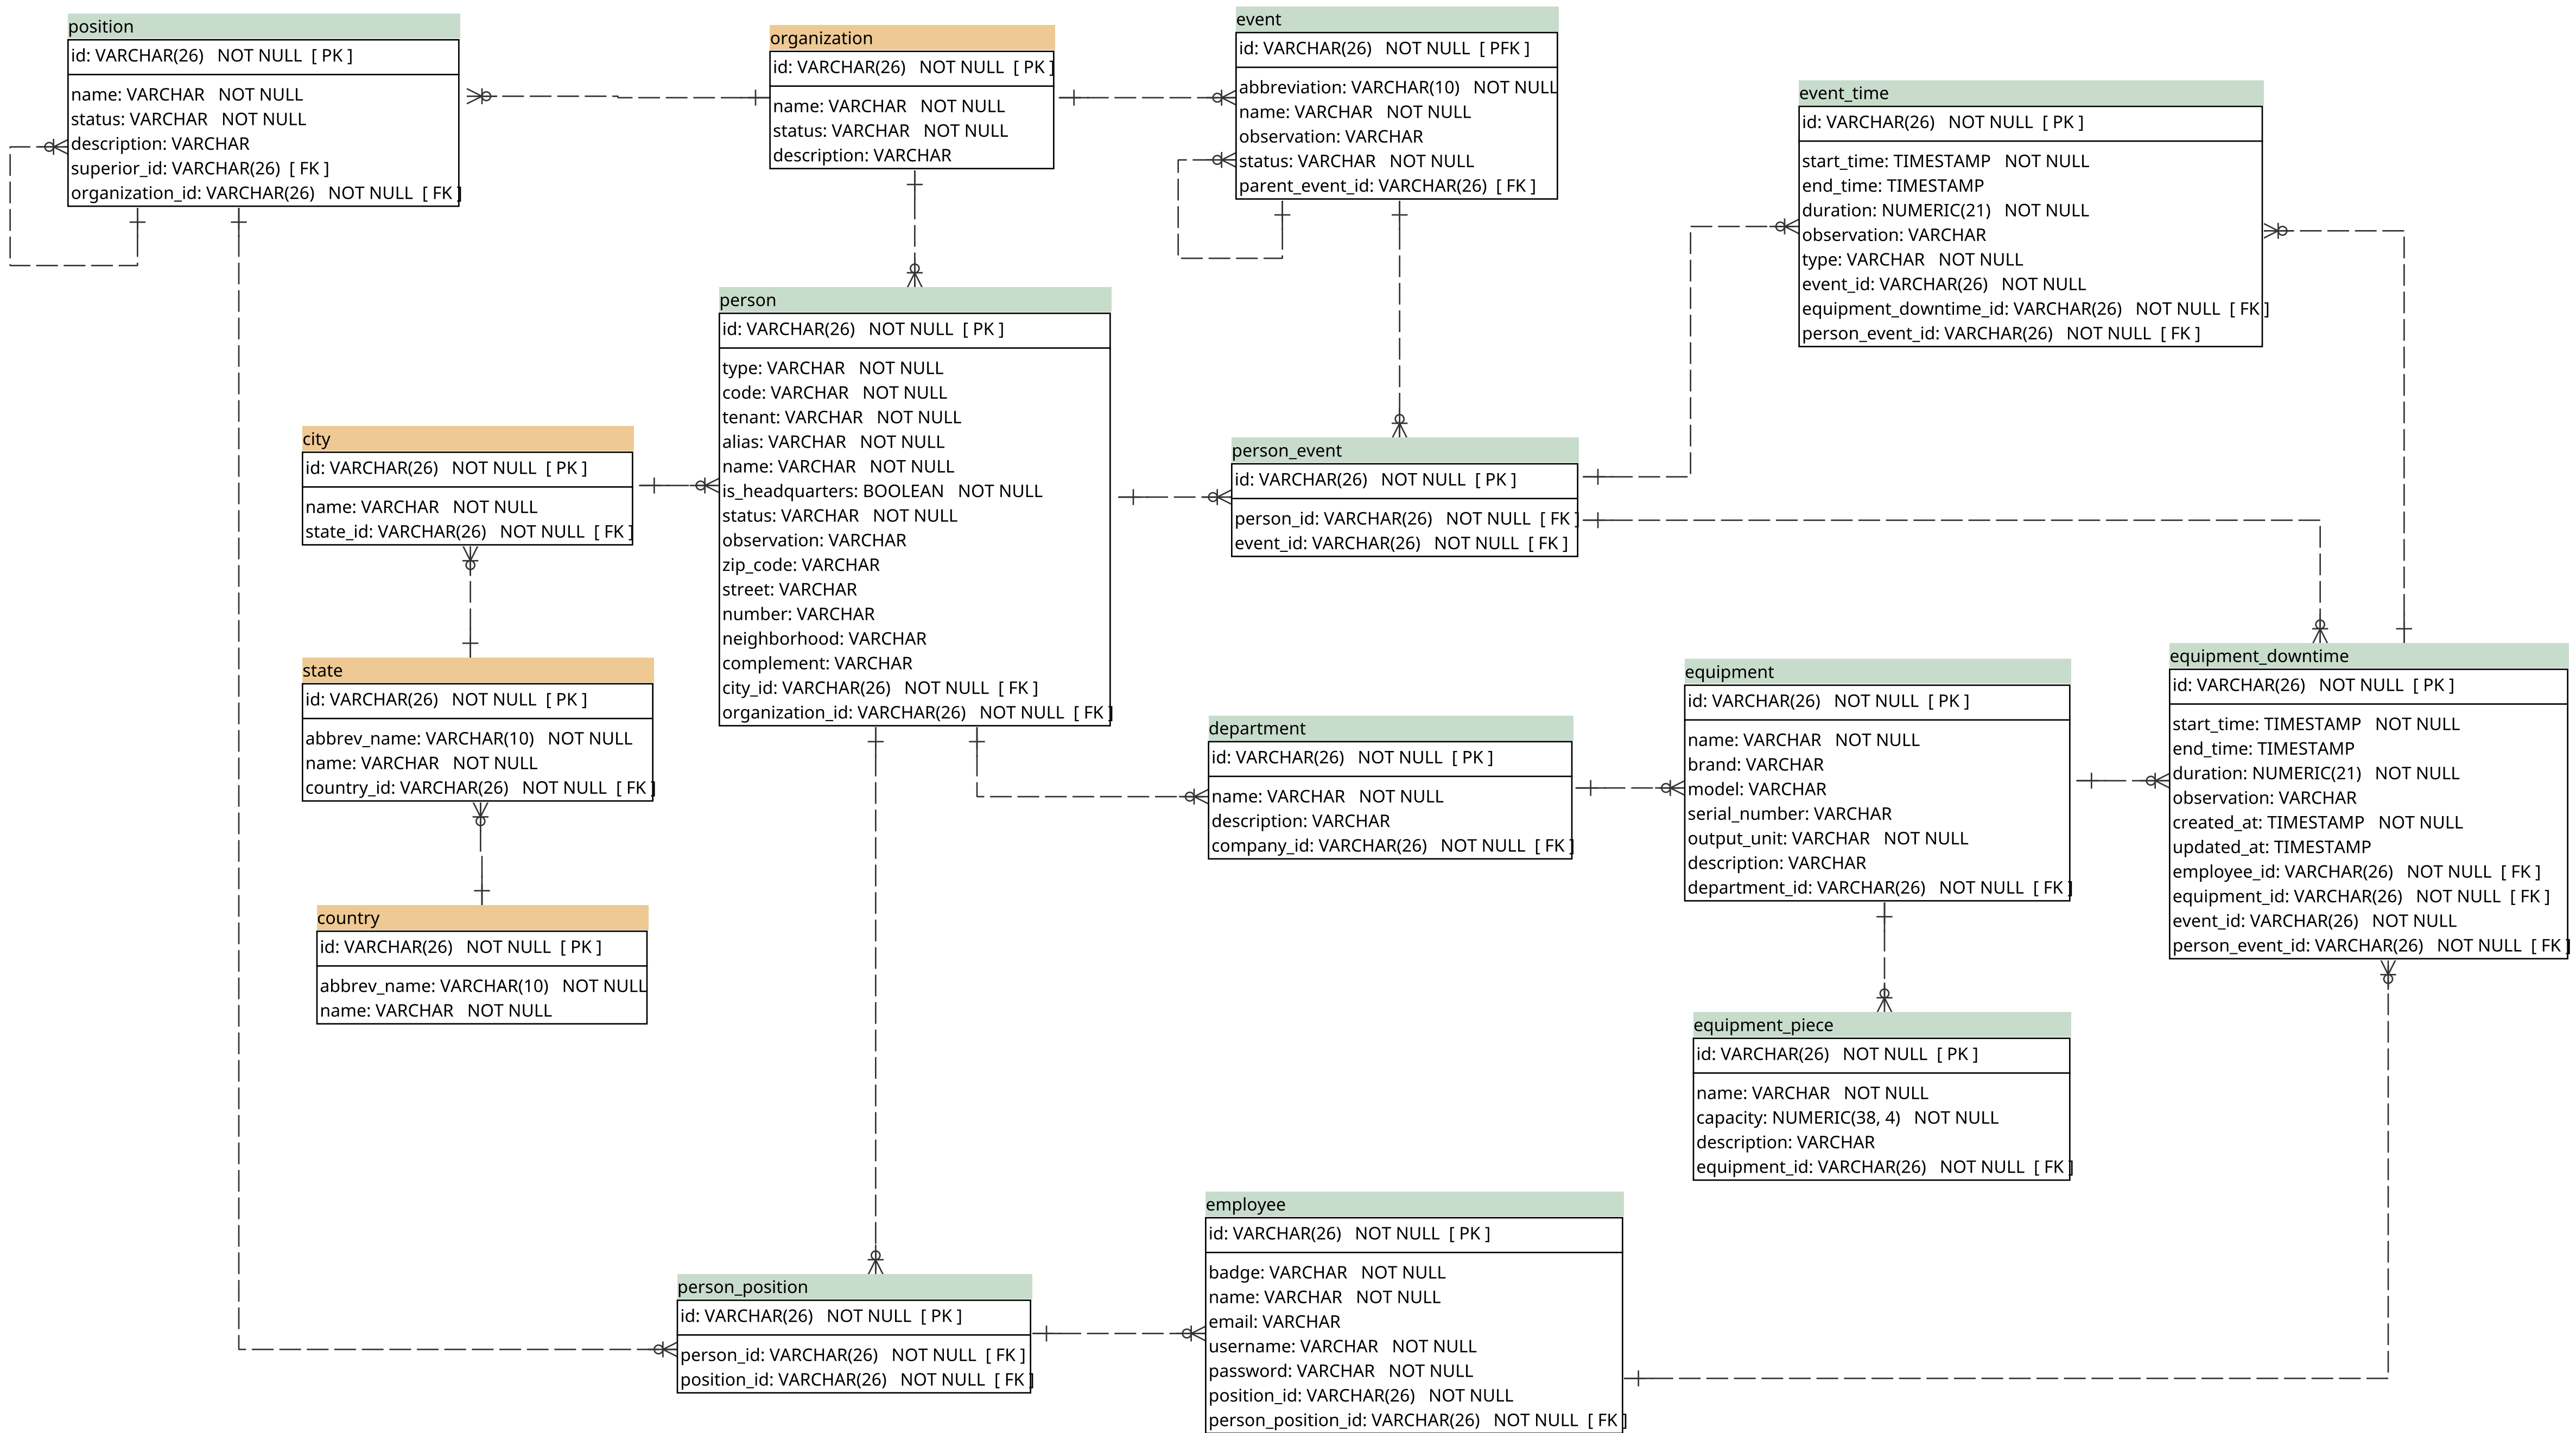 position
id: VARCHAR(26)   NOT NULL  [ PK ]
name: VARCHAR   NOT NULL
status: VARCHAR   NOT NULL
description: VARCHAR
superior_id: VARCHAR(26)  [ FK ]
organization_id: VARCHAR(26)   NOT NULL  [ FK ]
organization
id: VARCHAR(26)   NOT NULL  [ PK ]
name: VARCHAR   NOT NULL
status: VARCHAR   NOT NULL
description: VARCHAR
event
id: VARCHAR(26)   NOT NULL  [ PFK ]
abbreviation: VARCHAR(10)   NOT NULL
name: VARCHAR   NOT NULL
observation: VARCHAR
status: VARCHAR   NOT NULL
parent_event_id: VARCHAR(26)  [ FK ]
event_time
id: VARCHAR(26)   NOT NULL  [ PK ]
start_time: TIMESTAMP   NOT NULL
end_time: TIMESTAMP
duration: NUMERIC(21)   NOT NULL
observation: VARCHAR
type: VARCHAR   NOT NULL
event_id: VARCHAR(26)   NOT NULL
equipment_downtime_id: VARCHAR(26)   NOT NULL  [ FK ]
person_event_id: VARCHAR(26)   NOT NULL  [ FK ]
person
id: VARCHAR(26)   NOT NULL  [ PK ]
type: VARCHAR   NOT NULL
code: VARCHAR   NOT NULL
tenant: VARCHAR   NOT NULL
alias: VARCHAR   NOT NULL
name: VARCHAR   NOT NULL
is_headquarters: BOOLEAN   NOT NULL
status: VARCHAR   NOT NULL
observation: VARCHAR
zip_code: VARCHAR
street: VARCHAR
number: VARCHAR
neighborhood: VARCHAR
complement: VARCHAR
city_id: VARCHAR(26)   NOT NULL  [ FK ]
organization_id: VARCHAR(26)   NOT NULL  [ FK ]
city
id: VARCHAR(26)   NOT NULL  [ PK ]
name: VARCHAR   NOT NULL
state_id: VARCHAR(26)   NOT NULL  [ FK ]
person_event
id: VARCHAR(26)   NOT NULL  [ PK ]
person_id: VARCHAR(26)   NOT NULL  [ FK ]
event_id: VARCHAR(26)   NOT NULL  [ FK ]
state
id: VARCHAR(26)   NOT NULL  [ PK ]
abbrev_name: VARCHAR(10)   NOT NULL
name: VARCHAR   NOT NULL
country_id: VARCHAR(26)   NOT NULL  [ FK ]
department
id: VARCHAR(26)   NOT NULL  [ PK ]
name: VARCHAR   NOT NULL
description: VARCHAR
company_id: VARCHAR(26)   NOT NULL  [ FK ]
equipment
id: VARCHAR(26)   NOT NULL  [ PK ]
name: VARCHAR   NOT NULL
brand: VARCHAR
model: VARCHAR
serial_number: VARCHAR
output_unit: VARCHAR   NOT NULL
description: VARCHAR
department_id: VARCHAR(26)   NOT NULL  [ FK ]
equipment_downtime
id: VARCHAR(26)   NOT NULL  [ PK ]
start_time: TIMESTAMP   NOT NULL
end_time: TIMESTAMP
duration: NUMERIC(21)   NOT NULL
observation: VARCHAR
created_at: TIMESTAMP   NOT NULL
updated_at: TIMESTAMP
employee_id: VARCHAR(26)   NOT NULL  [ FK ]
equipment_id: VARCHAR(26)   NOT NULL  [ FK ]
event_id: VARCHAR(26)   NOT NULL
person_event_id: VARCHAR(26)   NOT NULL  [ FK ]
country
id: VARCHAR(26)   NOT NULL  [ PK ]
abbrev_name: VARCHAR(10)   NOT NULL
name: VARCHAR   NOT NULL
equipment_piece
id: VARCHAR(26)   NOT NULL  [ PK ]
name: VARCHAR   NOT NULL
capacity: NUMERIC(38, 4)   NOT NULL
description: VARCHAR
equipment_id: VARCHAR(26)   NOT NULL  [ FK ]
person_position
id: VARCHAR(26)   NOT NULL  [ PK ]
person_id: VARCHAR(26)   NOT NULL  [ FK ]
position_id: VARCHAR(26)   NOT NULL  [ FK ]
employee
id: VARCHAR(26)   NOT NULL  [ PK ]
badge: VARCHAR   NOT NULL
name: VARCHAR   NOT NULL
email: VARCHAR
username: VARCHAR   NOT NULL
password: VARCHAR   NOT NULL
position_id: VARCHAR(26)   NOT NULL
person_position_id: VARCHAR(26)   NOT NULL  [ FK ]